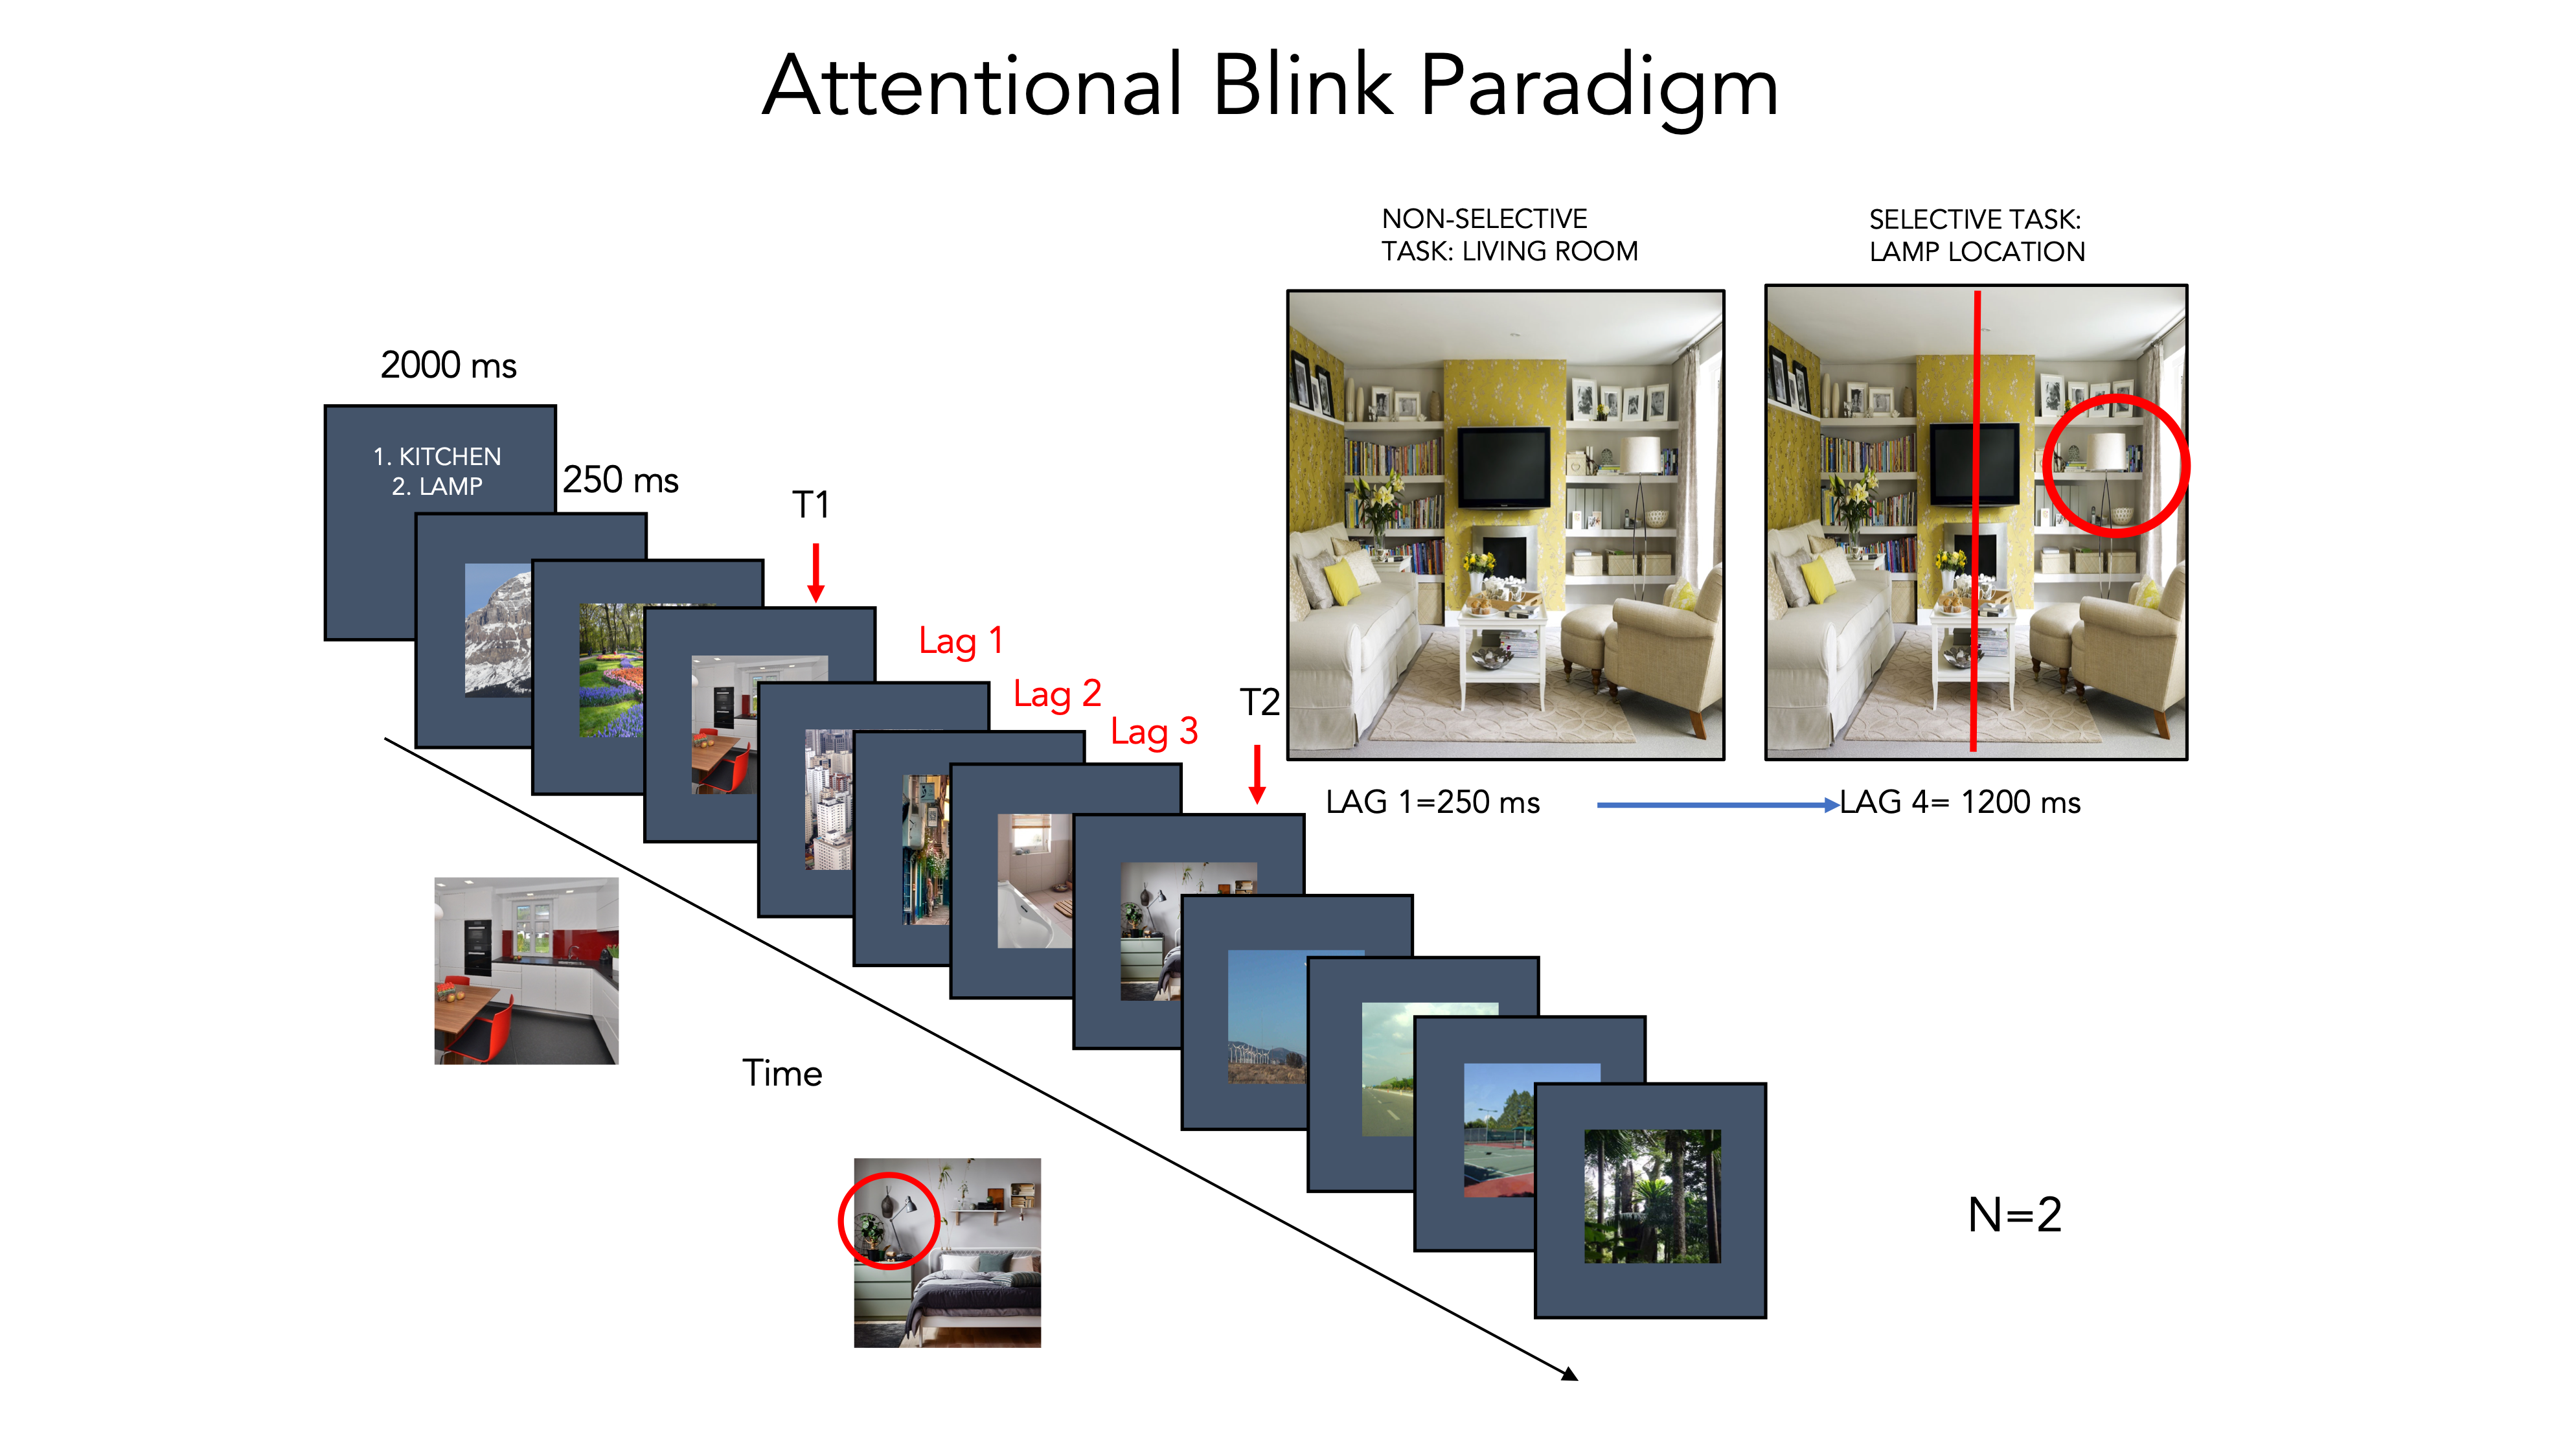 Attentional Blink Paradigm
NON-SELECTIVE
TASK: LIVING ROOM
SELECTIVE TASK:
LAMP LOCATION
2000 ms
1. KITCHEN
2. LAMP
250 ms
T1
Lag 1
Lag 2
Lag 3
T2
LAG 1=250 ms
LAG 4= 1200 ms
Time
N=2